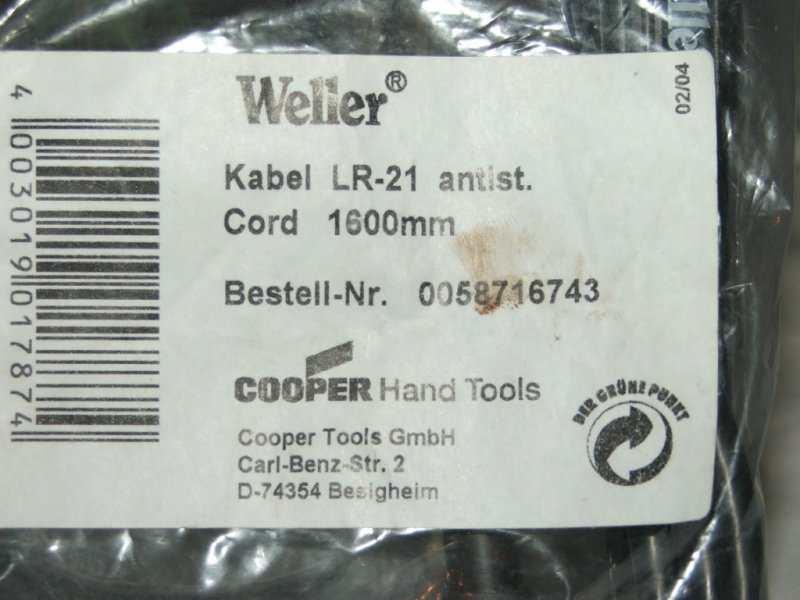 Weller®
02/04
Kabel LR-21 antist.
Cord 1600mm
Bestell-Nr. 0058716743
COOPER Hand Tools
Cooper Tools GmbH
Carl-Benz-Str. 2
D-74354 Besigheim
DER GRÜNE PUNKT
4 003019 017874